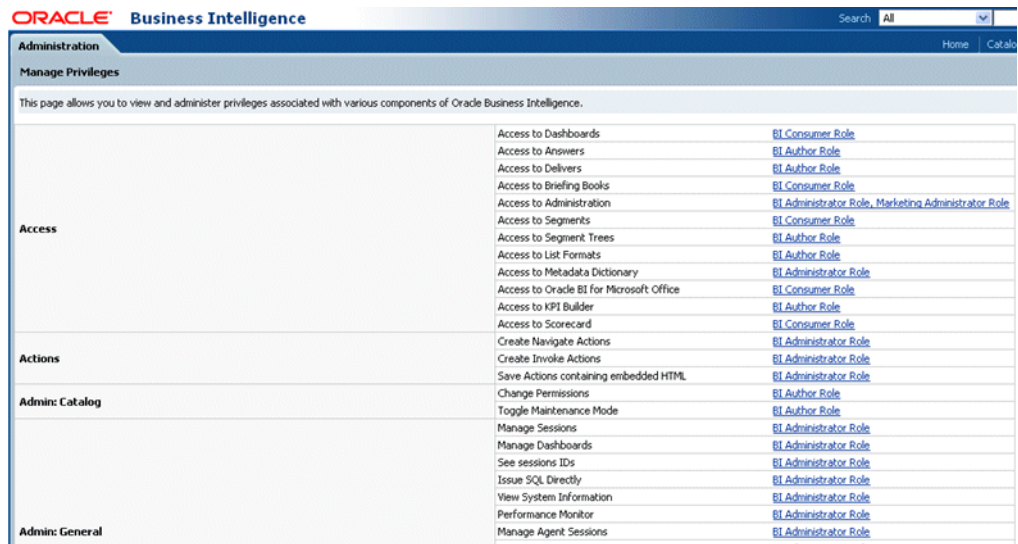 ORACLE Business Intelligence Search All
Administration Home Catalo
Manage Privileges
This page allows you to view and administer privileges associated with various components of Oracle Business Intelligence.
Access to Dashboards BI Consumer Role
Access to Answers BI Author Role
Access to Delivers BI Author Role
Access to Briefing Books BI Consumer Role
Access to Administration BI Administrator Role, Marketing Administrator Role
Access Access to Segments BI Consumer Role
Access to Segment Trees BI Author Role
Access to List Formats BI Author Role
Access to Metadata Dictionary BI Administrator Role
Access to Oracle BI for Microsoft Office BI Consumer Role
Access to KPI Builder BI Author Role
Access to Scorecard BI Consumer Role
Create Navigate Actions BI Administrator Role
Actions Create Invoke Actions BI Administrator Role
Save Actions containing embedded HTML BI Administrator Role
Admin: Catalog Change Permissions BI Author Role
Toggle Maintenance Mode BI Author Role
Manage Sessions BI Administrator Role
Manage Dashboards BI Administrator Role
See sessions IDs BI Administrator Role
Issue SQL Directly BI Administrator Role
View System Information BI Administrator Role
Performance Monitor BI Administrator Role
Admin: General Manage Agent Sessions BI Administrator Role